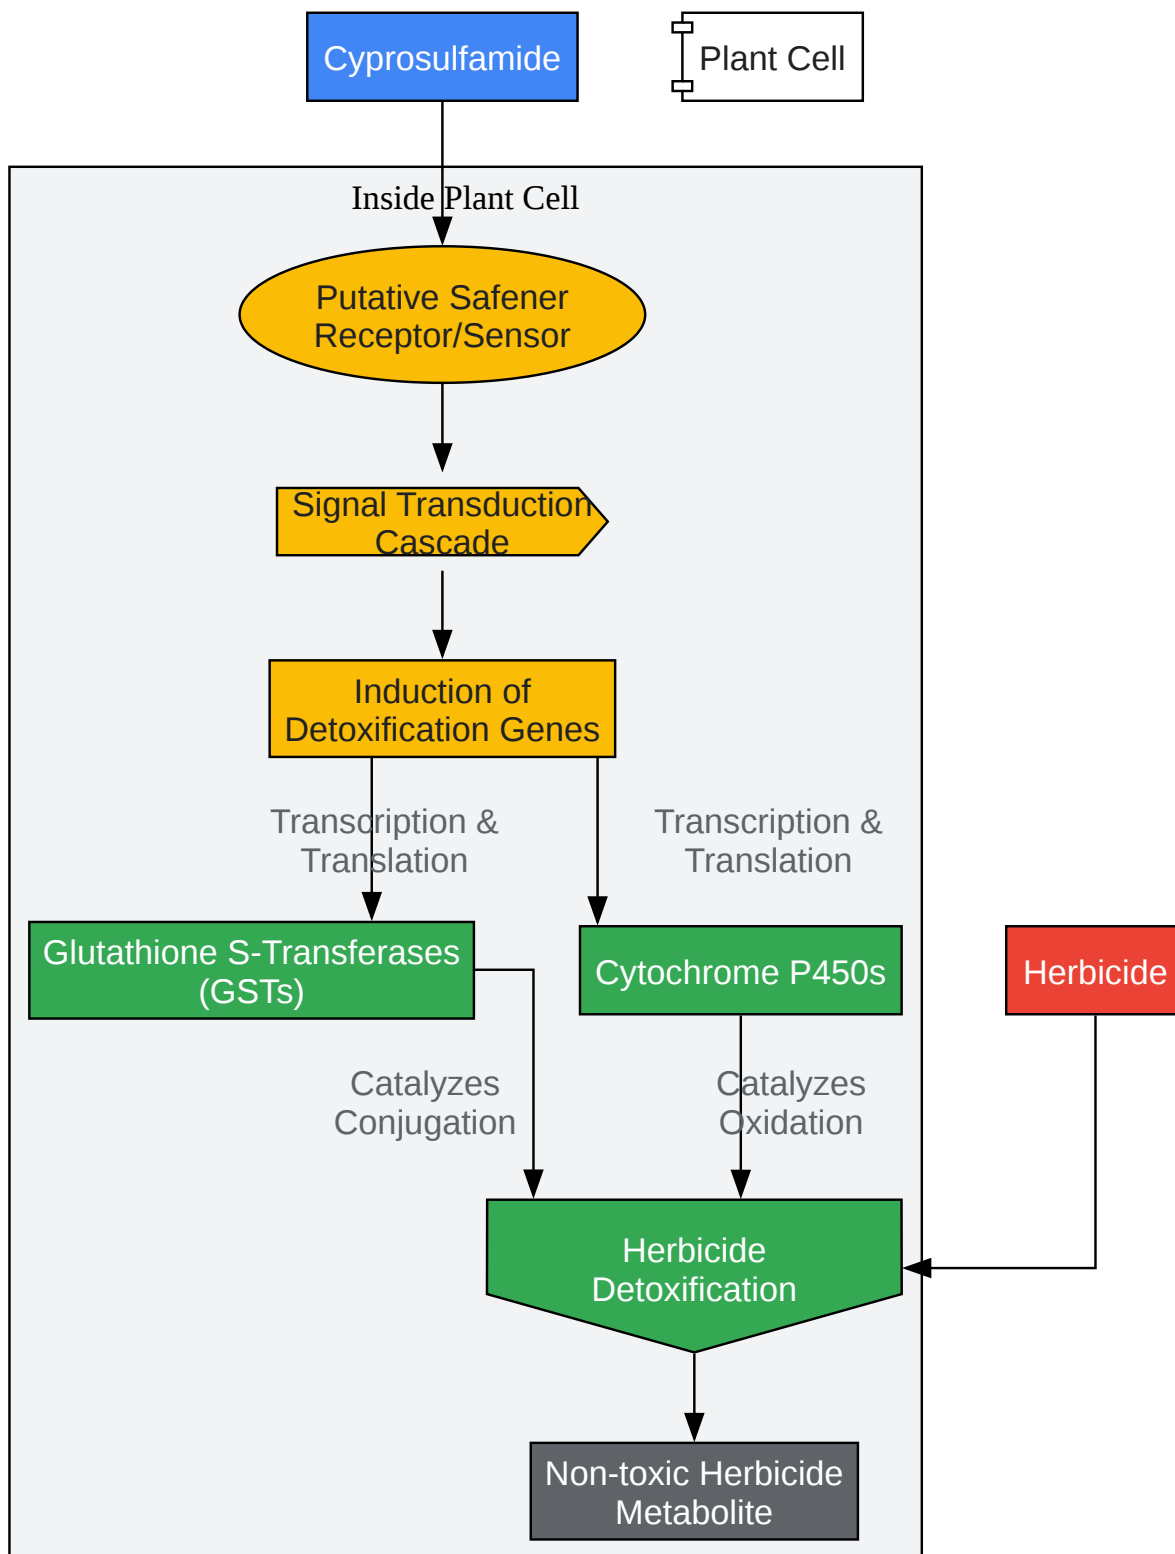 Cyprosulfamide
Plant Cell
Inside Plant Cell
Putative Safener
Receptor/Sensor
Signal Transduction
Cascade
Induction of
Detoxification Genes
Transcription &
Translation
Transcription &
Translation
Glutathione S-Transferases
(GSTs)
Cytochrome P450s
Herbicide
Catalyzes
Conjugation
Catalyzes
Oxidation
Herbicide
Detoxification
Non-toxic Herbicide
Metabolite